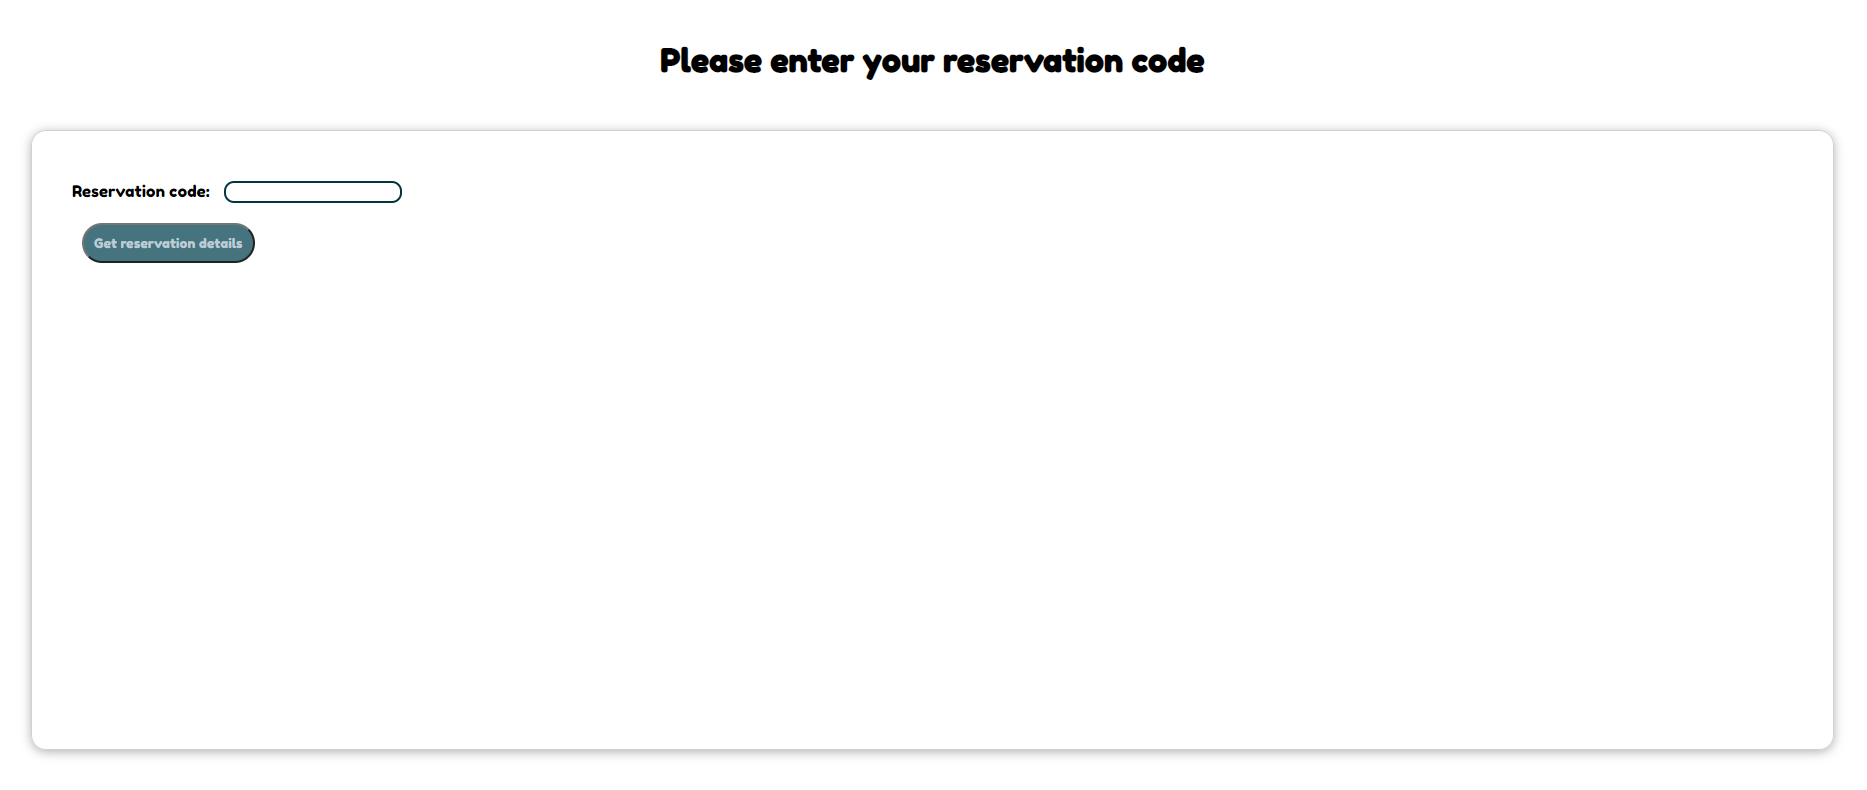 Please enter your reservation code
Reservation code:
Get reservation details